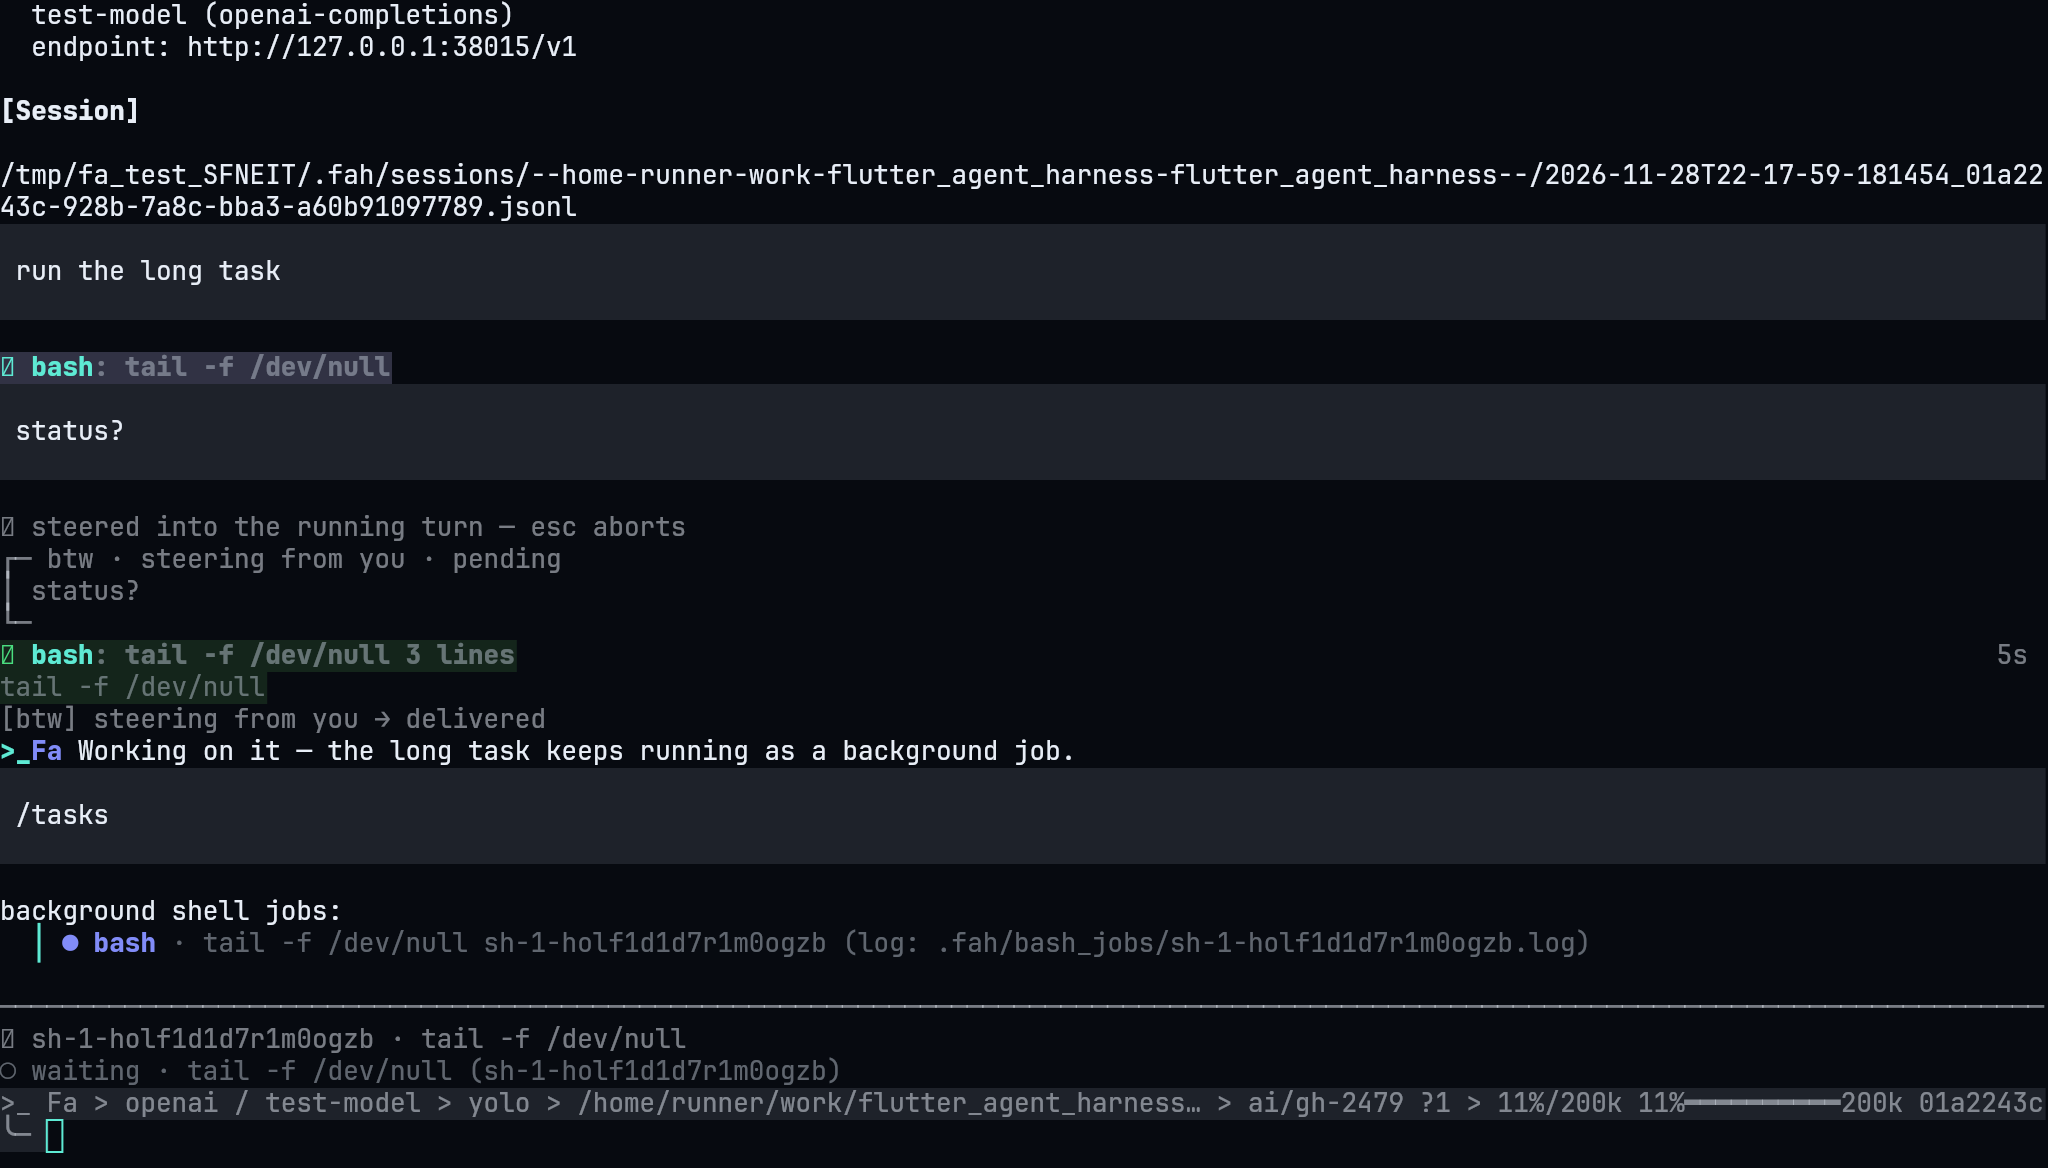 test-model (openai-completions)
endpoint: http://127.0.0.1:38015/v1
[Session]
/tmp/fa_test_SFNEIT/.fah/sessions/--home-runner-work-flutter_agent_harness-flutter_agent_harness--/2026-11-28T22-17-59-181454_01a22
43c-928b-7a8c-bba3-a60b91097789.jsonl
run the long task
bash: tail -f /dev/null
status?
steered into the running turn — esc aborts
btw · steering from you · pending
status?
bash: tail -f /dev/null 3 lines 5s
tail -f /dev/null
[btw] steering from you → delivered
>_Fa Working on it — the long task keeps running as a background job.
/tasks
background shell jobs:
● bash · tail -f /dev/null sh-1-holf1d1d7r1m0ogzb (log: .fah/bash_jobs/sh-1-holf1d1d7r1m0ogzb.log)
sh-1-holf1d1d7r1m0ogzb · tail -f /dev/null
○ waiting · tail -f /dev/null (sh-1-holf1d1d7r1m0ogzb)
>_ Fa > openai / test-model > yolo > /home/runner/work/flutter_agent_harness… > ai/gh-2479 ?1 > 11%/200k 11%━━━━━━━━━━200k 01a2243c